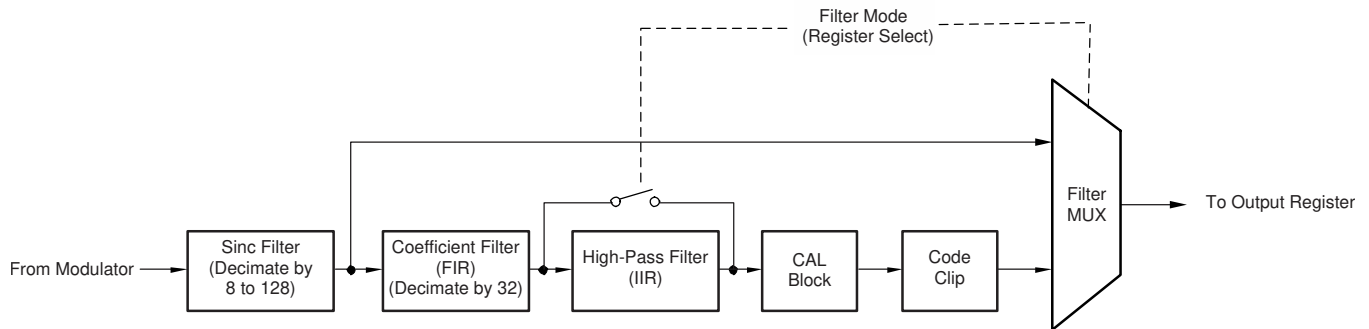 Filter Mode
(Register Select)
Filter
MUX
To Output Register
From Modulator
Sinc Filter
(Decimate by
8 to 128)
Coefficient Filter
(FIR)
(Decimate by 32)
High-Pass Filter
(IIR)
CAL
Block
Code
Clip